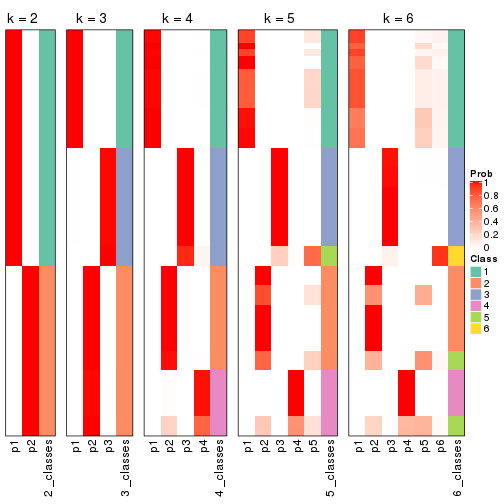 k = 2
k = 3
k = 4
k = 5
k = 6
Prob
1
0.8
0.6
0.4
0.2
0
Class
1
2
3
4
5
6
p1
p2
2_classes
p1
p2
p3
3_classes
p1
p2
p3
p4
4_classes
p1
p2
p3
p4
p5
5_classes
p1
p2
p3
p4
p5
p6
6_classes